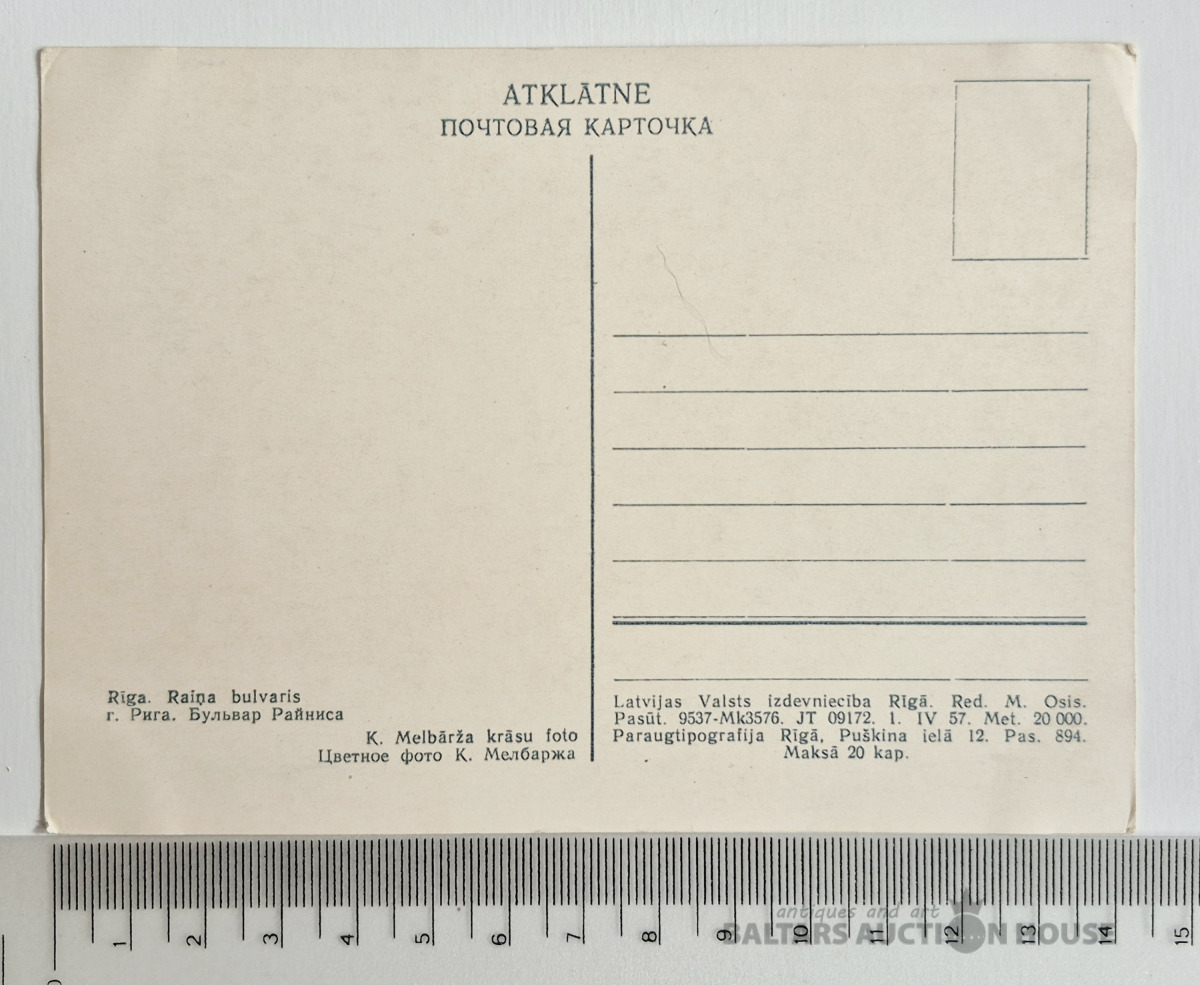 ATKLĀTNE
ПОЧТОВАЯ КАРТОЧКА
Rīga. Raiņa bulvaris
г. Рига. Бульвар Райниса
K. Melbārža krāsu foto
Цветное фото К. Мелбаржа
Latvijas Valsts izdevniecība Rīgā. Red. M. Osis.
Pasūt. 9537-Mk3576. JT 09172. 1. IV 57. Met. 20 000.
Paraugtipografija Rīgā, Puškina ielā 12. Pas. 894.
Maksā 20 kap.
antiques and art
BALTERS AUCTION HOUSE
0 1 2 3 4 5 6 7 8 9 10 11 12 13 14 15